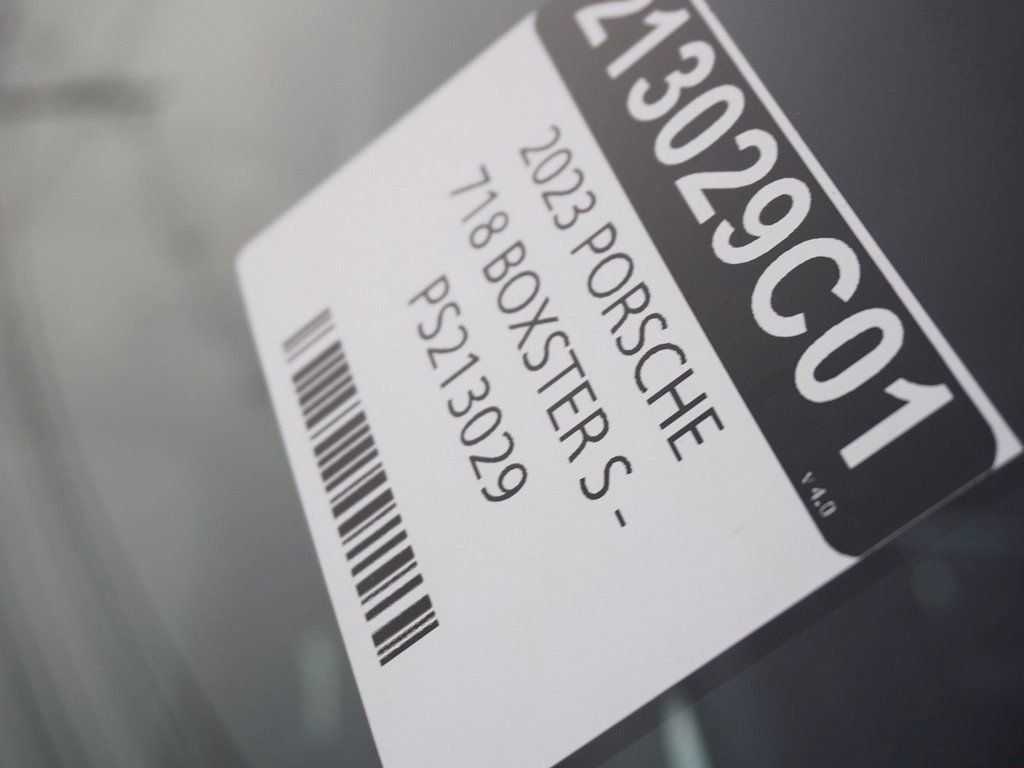 213029C01
v4.0
2023 PORSCHE
718 BOXSTER S -
PS213029